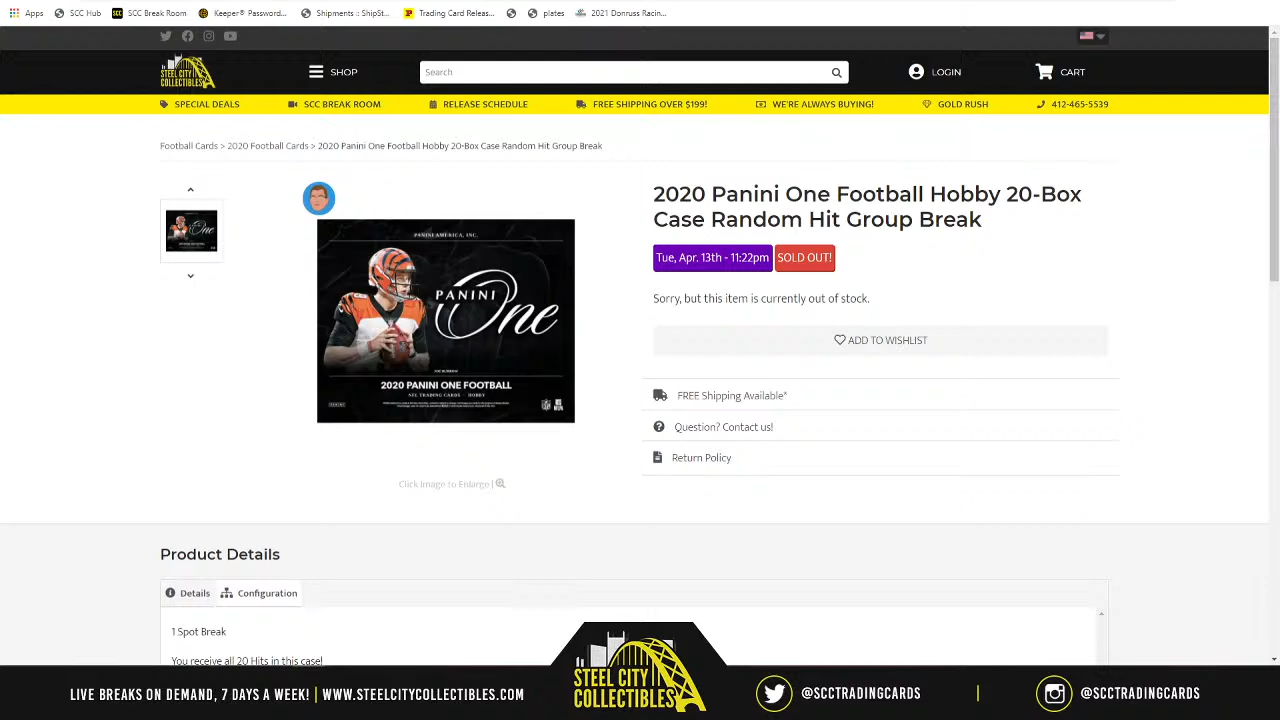 Apps
SCC Hub
SCC Break Room
Keeper® Password...
Shipments :: ShipSt...
Trading Card Releas...
plates
2021 Donruss Racin...
STEEL CITY
COLLECTIBLES
SHOP
Search
LOGIN
CART
SPECIAL DEALS
SCC BREAK ROOM
RELEASE SCHEDULE
FREE SHIPPING OVER $199!
WE'RE ALWAYS BUYING!
GOLD RUSH
412-465-5539
Football Cards > 2020 Football Cards > 2020 Panini One Football Hobby 20-Box Case Random Hit Group Break
PANINI AMERICA, INC.
PANINI
One
JOE BURROW
2020 PANINI ONE FOOTBALL
NFL TRADING CARDS - HOBBY
Click Image to Enlarge |
2020 Panini One Football Hobby 20-Box
Case Random Hit Group Break
Tue, Apr. 13th - 11:22pm
SOLD OUT!
Sorry, but this item is currently out of stock.
ADD TO WISHLIST
FREE Shipping Available*
Question? Contact us!
Return Policy
Product Details
Details
Configuration
1 Spot Break
You receive all 20 Hits in this case!
LIVE BREAKS ON DEMAND, 7 DAYS A WEEK! | WWW.STEELCITYCOLLECTIBLES.COM
STEEL CITY
COLLECTIBLES
@SCCTRADINGCARDS
|
@SCCTRADINGCARDS